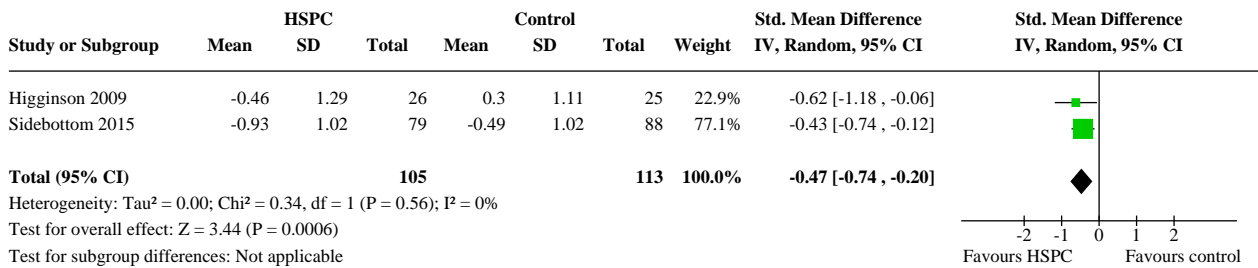 HSPC Control Std. Mean Difference Std. Mean Difference
Study or Subgroup Mean SD Total Mean SD Total Weight IV, Random, 95% CI IV, Random, 95% CI
Higginson 2009 -0.46 1.29 26 0.3 1.11 25 22.9% -0.62 [-1.18 , -0.06]
Sidebottom 2015 -0.93 1.02 79 -0.49 1.02 88 77.1% -0.43 [-0.74 , -0.12]
Total (95% CI) 105 113 100.0% -0.47 [-0.74 , -0.20]
Heterogeneity: Tau² = 0.00; Chi² = 0.34, df = 1 (P = 0.56); I² = 0%
Test for overall effect: Z = 3.44 (P = 0.0006)
-2 -1 0 1 2
Test for subgroup differences: Not applicable Favours HSPC Favours control